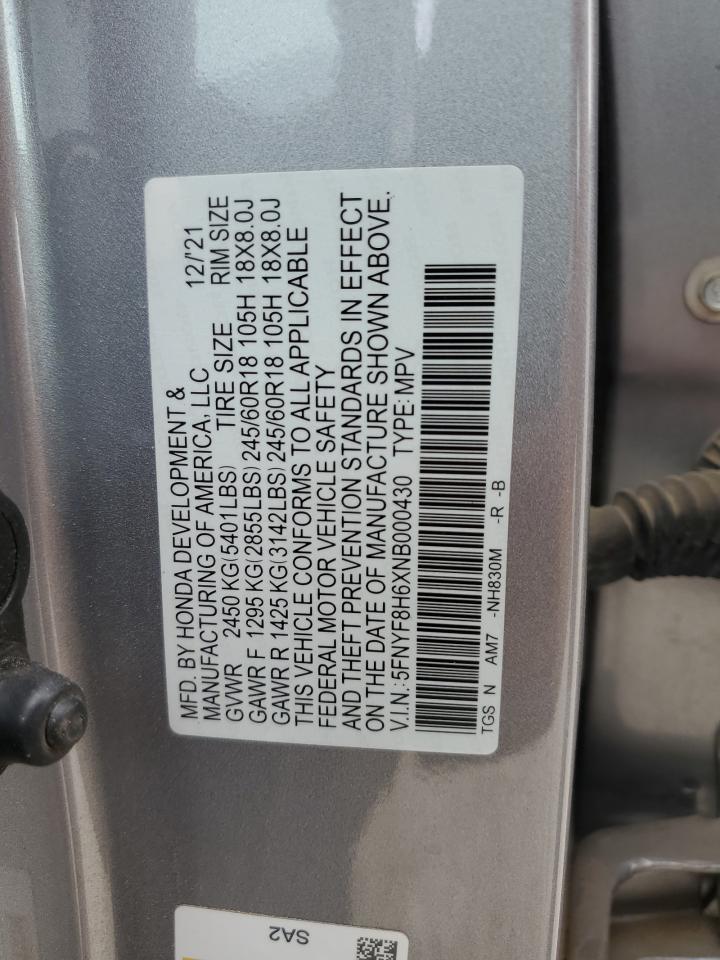 MFD. BY HONDA DEVELOPMENT &
MANUFACTURING OF AMERICA, LLC 12/'21
GVWR 2450 KG(5401LBS) TIRE SIZE RIM SIZE
GAWR F 1295 KG(2855LBS) 245/60R18 105H 18X8.0J
GAWR R 1425 KG(3142LBS) 245/60R18 105H 18X8.0J
THIS VEHICLE CONFORMS TO ALL APPLICABLE
FEDERAL MOTOR VEHICLE SAFETY
AND THEFT PREVENTION STANDARDS IN EFFECT
ON THE DATE OF MANUFACTURE SHOWN ABOVE.
V.I.N.:5FNYF8H6XNB000430 TYPE:MPV
TGS N AM7 -NH830M -R -B
SA2